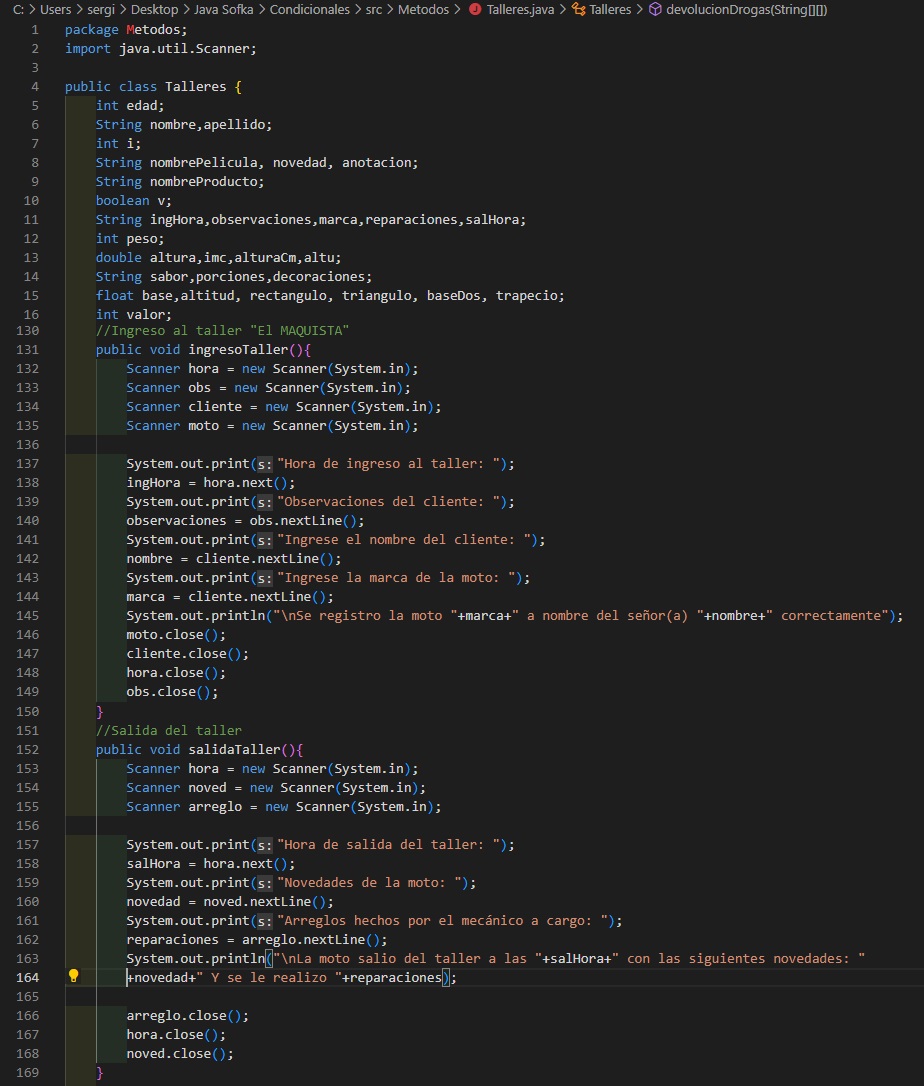 C: > Users > sergi > Desktop > Java Sofka > Condicionales > src > Metodos > Talleres.java > Talleres > devolucionDrogas(String[][])
1 package Metodos;
2 import java.util.Scanner;
3
4 public class Talleres {
5 int edad;
6 String nombre,apellido;
7 int i;
8 String nombrePelicula, novedad, anotacion;
9 String nombreProducto;
10 boolean v;
11 String ingHora,observaciones,marca,reparaciones,salHora;
12 int peso;
13 double altura,imc,alturaCm,altu;
14 String sabor,porciones,decoraciones;
15 float base,altitud, rectangulo, triangulo, baseDos, trapecio;
16 int valor;
130 //Ingreso al taller "El MAQUISTA"
131 public void ingresoTaller(){
132 Scanner hora = new Scanner(System.in);
133 Scanner obs = new Scanner(System.in);
134 Scanner cliente = new Scanner(System.in);
135 Scanner moto = new Scanner(System.in);
136
137 System.out.print(s: "Hora de ingreso al taller: ");
138 ingHora = hora.next();
139 System.out.print(s: "Observaciones del cliente: ");
140 observaciones = obs.nextLine();
141 System.out.print(s: "Ingrese el nombre del cliente: ");
142 nombre = cliente.nextLine();
143 System.out.print(s: "Ingrese la marca de la moto: ");
144 marca = cliente.nextLine();
145 System.out.println("\nSe registro la moto "+marca+" a nombre del señor(a) "+nombre+" correctamente");
146 moto.close();
147 cliente.close();
148 hora.close();
149 obs.close();
150 }
151 //Salida del taller
152 public void salidaTaller(){
153 Scanner hora = new Scanner(System.in);
154 Scanner noved = new Scanner(System.in);
155 Scanner arreglo = new Scanner(System.in);
156
157 System.out.print(s: "Hora de salida del taller: ");
158 salHora = hora.next();
159 System.out.print(s: "Novedades de la moto: ");
160 novedad = noved.nextLine();
161 System.out.print(s: "Arreglos hechos por el mecánico a cargo: ");
162 reparaciones = arreglo.nextLine();
163 System.out.println("\nLa moto salio del taller a las "+salHora+" con las siguientes novedades: "
164 +novedad+" Y se le realizo "+reparaciones);
165
166 arreglo.close();
167 hora.close();
168 noved.close();
169 }